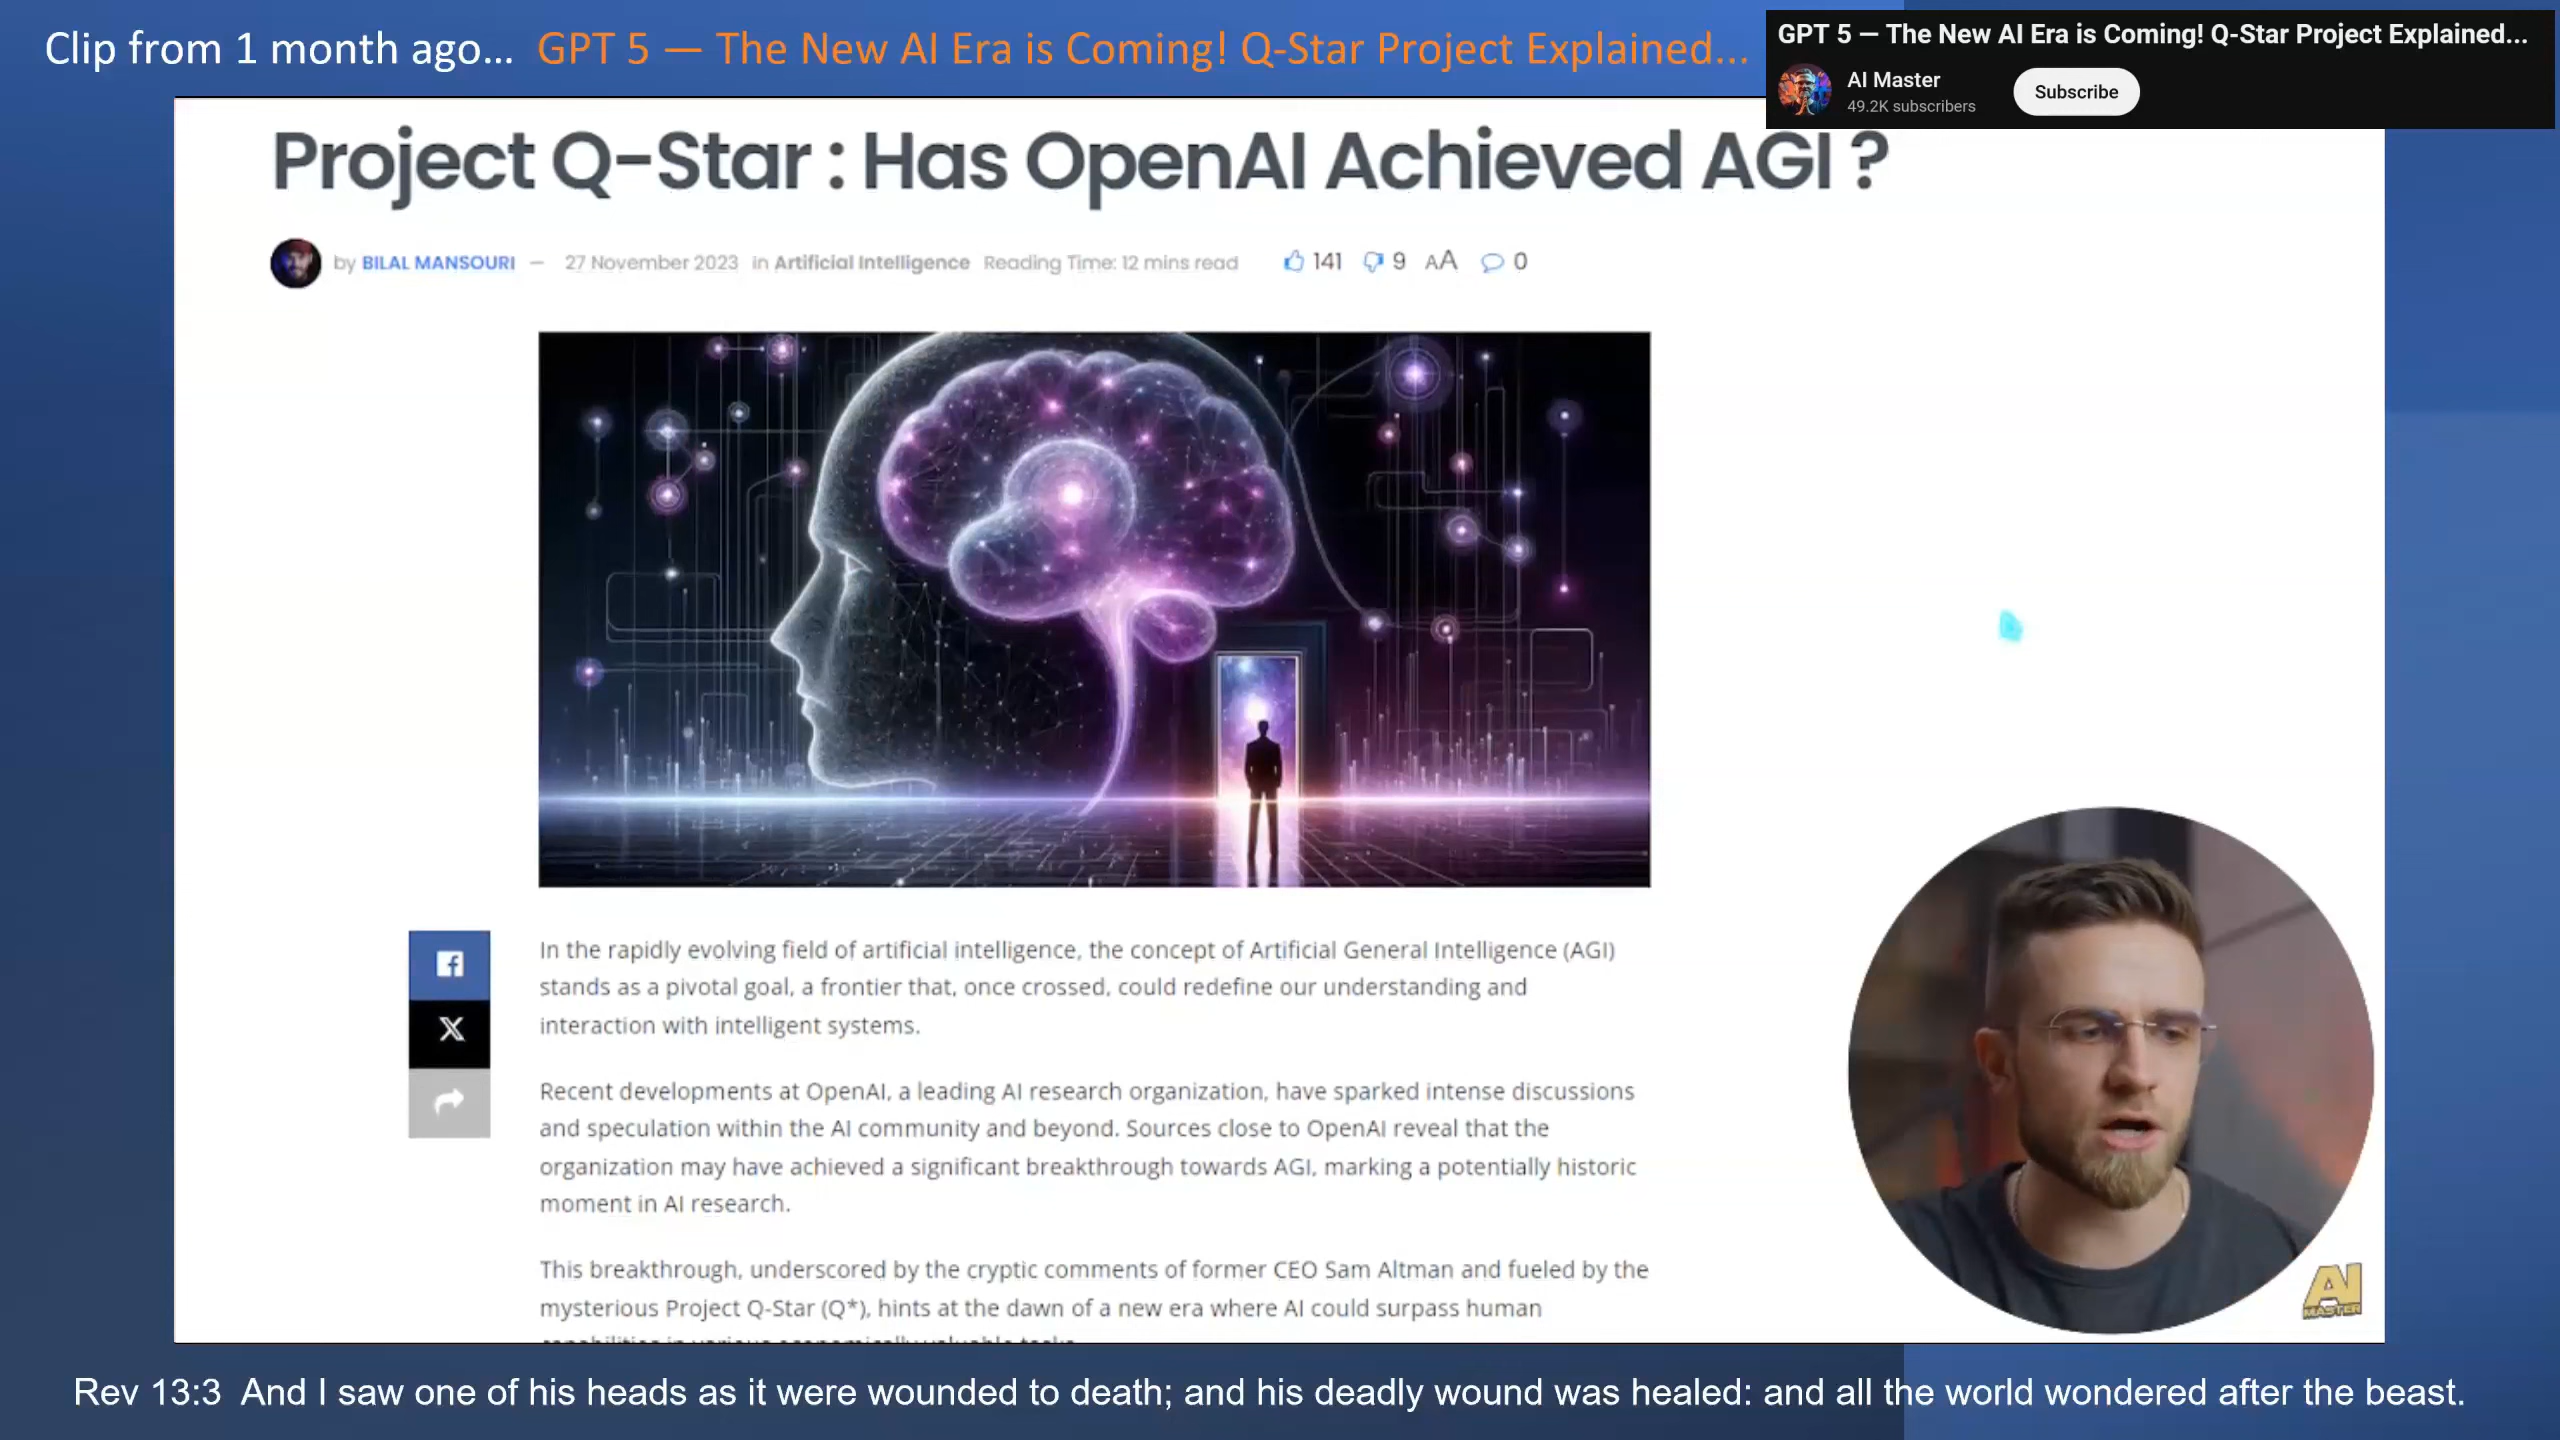 Clip from 1 month ago... GPT 5 — The New AI Era is Coming! Q-Star Project Explained...
GPT 5 — The New AI Era is Coming! Q-Star Project Explained...
AI Master
49.2K subscribers
Subscribe
Project Q-Star : Has OpenAI Achieved AGI ?
by BILAL MANSOURI — 27 November 2023 in Artificial Intelligence Reading Time: 12 mins read 141 9 AA 0
In the rapidly evolving field of artificial intelligence, the concept of Artificial General Intelligence (AGI)
stands as a pivotal goal, a frontier that, once crossed, could redefine our understanding and
interaction with intelligent systems.
Recent developments at OpenAI, a leading AI research organization, have sparked intense discussions
and speculation within the AI community and beyond. Sources close to OpenAI reveal that the
organization may have achieved a significant breakthrough towards AGI, marking a potentially historic
moment in AI research.
This breakthrough, underscored by the cryptic comments of former CEO Sam Altman and fueled by the
mysterious Project Q-Star (Q*), hints at the dawn of a new era where AI could surpass human
AI
MASTER
Rev 13:3 And I saw one of his heads as it were wounded to death; and his deadly wound was healed: and all the world wondered after the beast.